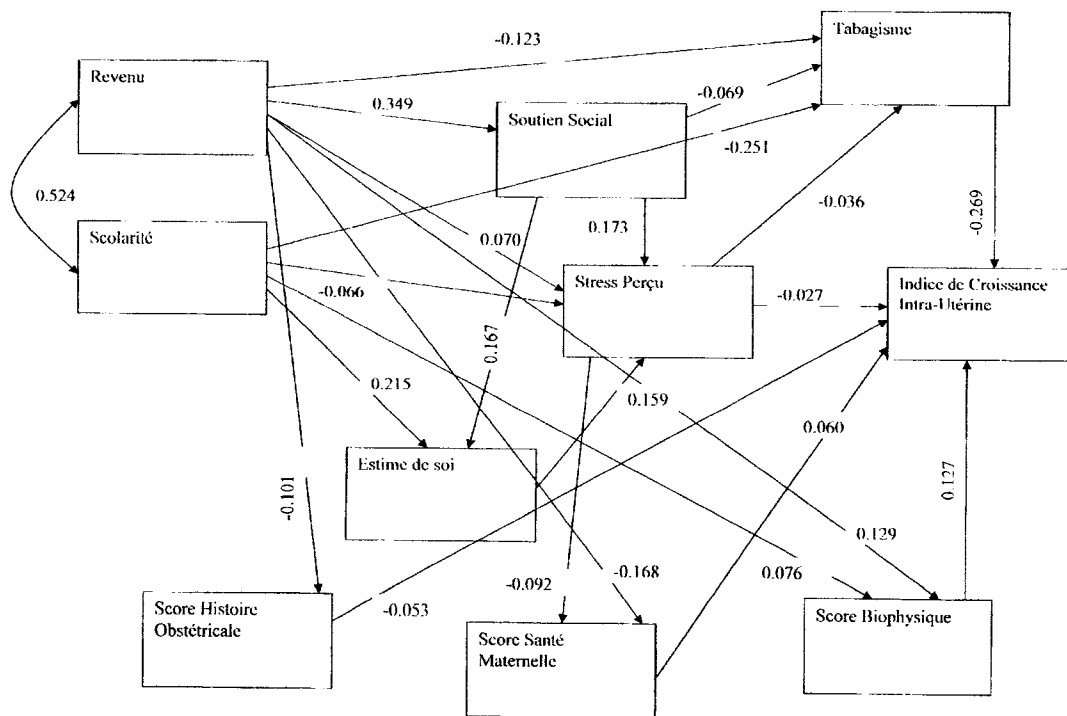 Tabagisme
-0.123
Revenu
-0.069
0.349
Soutien Social
-0.251
-0.036
0.524
-0.269
Scolarité
0.070
0.173
Stress Perçu
Indice de Croissance
Intra-Utérine
-0.066
-0.027
0.167
0.215
0.159
0.060
Estime de soi
0.127
-0.101
0.129
-0.092
-0.168
0.076
Score Histoire
Obstétricale
-0.053
Score Santé
Maternelle
Score Biophysique